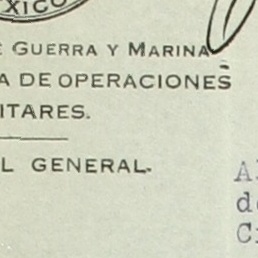 XICO
E GUERRA Y MARINA
A DE OPERACIONES
ITARES.
L GENERAL.
A
d
C